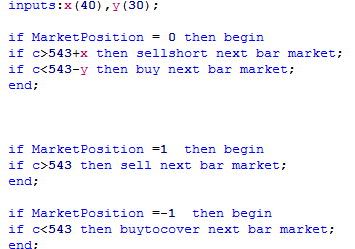 inputs:x(40),y(30);
if MarketPosition = 0 then begin
if c>543+x then sellshort next bar market;
if c<543-y then buy next bar market;
end;
if MarketPosition =1  then begin
if c>543 then sell next bar market;
end;
if MarketPosition =-1  then begin
if c<543 then buytocover next bar market;
end;